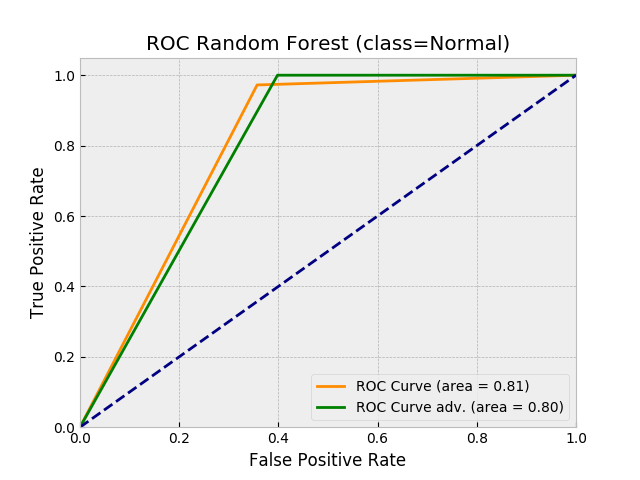 ROC Random Forest (class=Normal)
True Positive Rate
1.0
0.8
0.6
0.4
0.2
0.0
ROC Curve (area = 0.81)
ROC Curve adv. (area = 0.80)
0.0 0.2 0.4 0.6 0.8 1.0
False Positive Rate